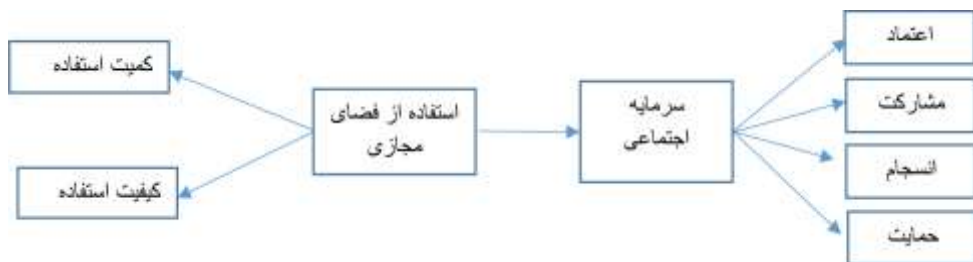 اعتماد
مشارکت
انسجام
حمایت
سرمایه
اجتماعی
استفاده از فضای
مجازی
کمیت استفاده
کیفیت استفاده